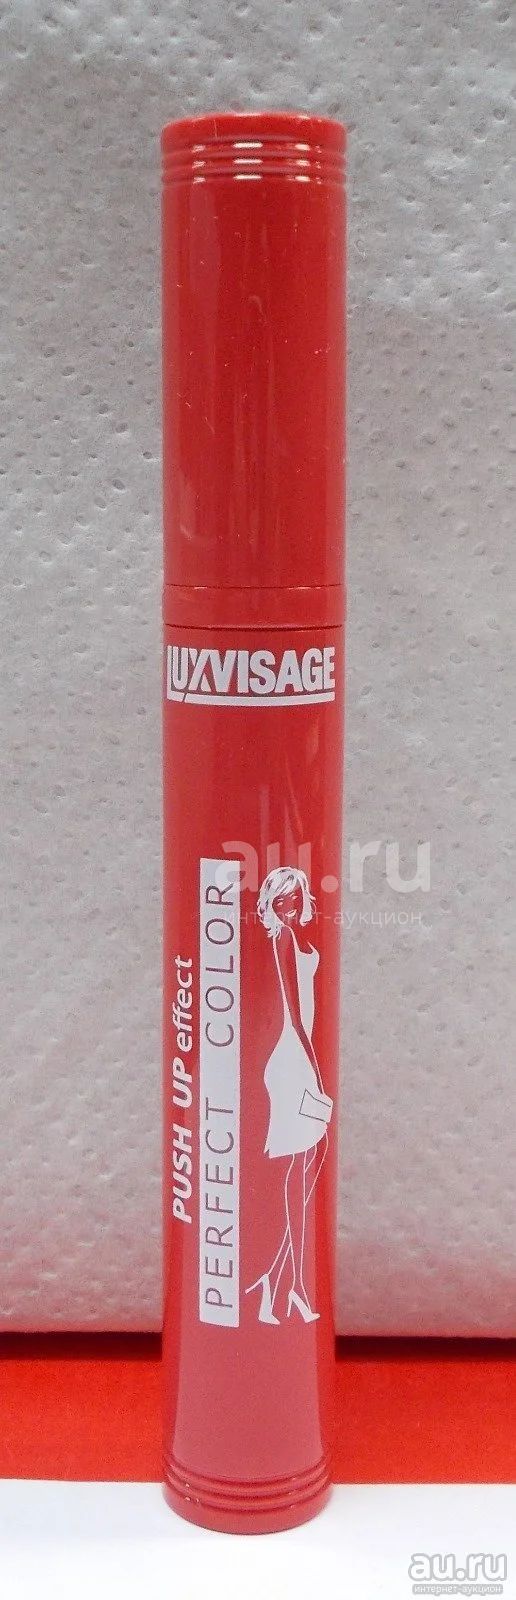 LUXVISAGE
PUSH UP effect
PERFECT COLOR
au.ru
интернет-аукцион
au.ru
интернет-аукцион